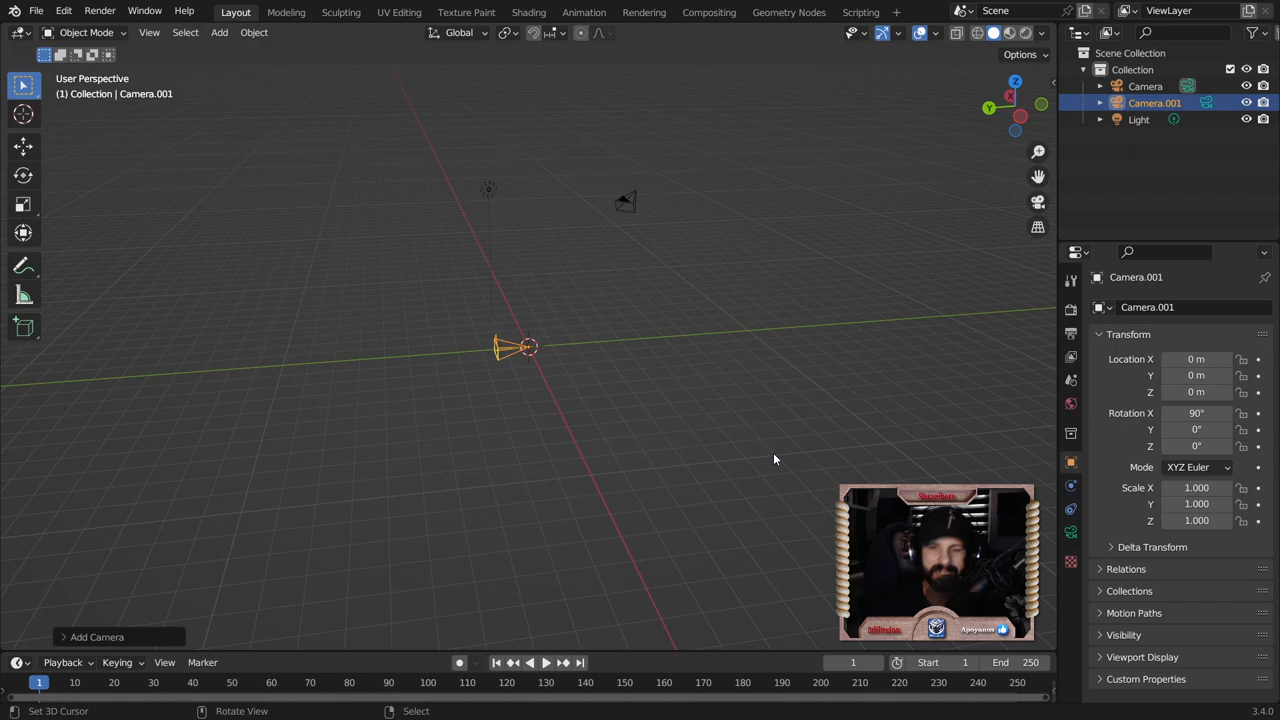 File Edit Render Window Help Layout Modeling Sculpting UV Editing Texture Paint Shading Animation Rendering Compositing Geometry Nodes Scripting Scene ViewLayer
Object Mode View Select Add Object Global
Options
User Perspective
(1) Collection | Camera.001
X
Y
Z
Add Camera
Suscribete
3dillusion Apoyanos
Scene Collection
Collection
Camera
Camera.001
Light
Camera.001
Camera.001
Transform
Location X 0 m
Y 0 m
Z 0 m
Rotation X 90°
Y 0°
Z 0°
Mode XYZ Euler
Scale X 1.000
Y 1.000
Z 1.000
Delta Transform
Relations
Collections
Motion Paths
Visibility
Viewport Display
Custom Properties
Playback Keying View Marker 1 Start 1 End 250
1 10 20 30 40 50 60 70 80 90 100 110 120 130 140 150 160 170 180 190 200 210 220 230 240 250
Set 3D Cursor Rotate View Select 3.4.0